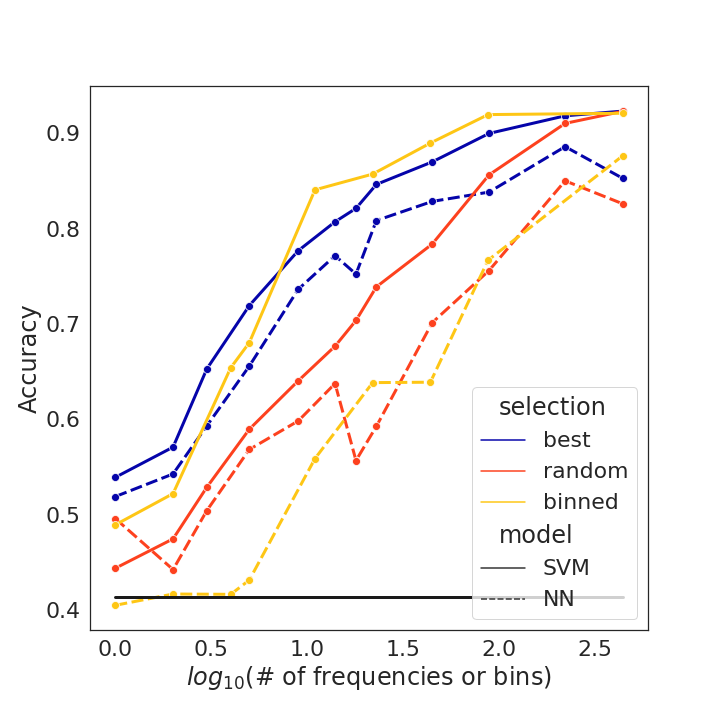 0.9
0.8
0.7
0.6
0.5
0.4
Accuracy
selection
best
random
binned
model
SVM
NN
0.0 0.5 1.0 1.5 2.0 2.5
log10(# of frequencies or bins)